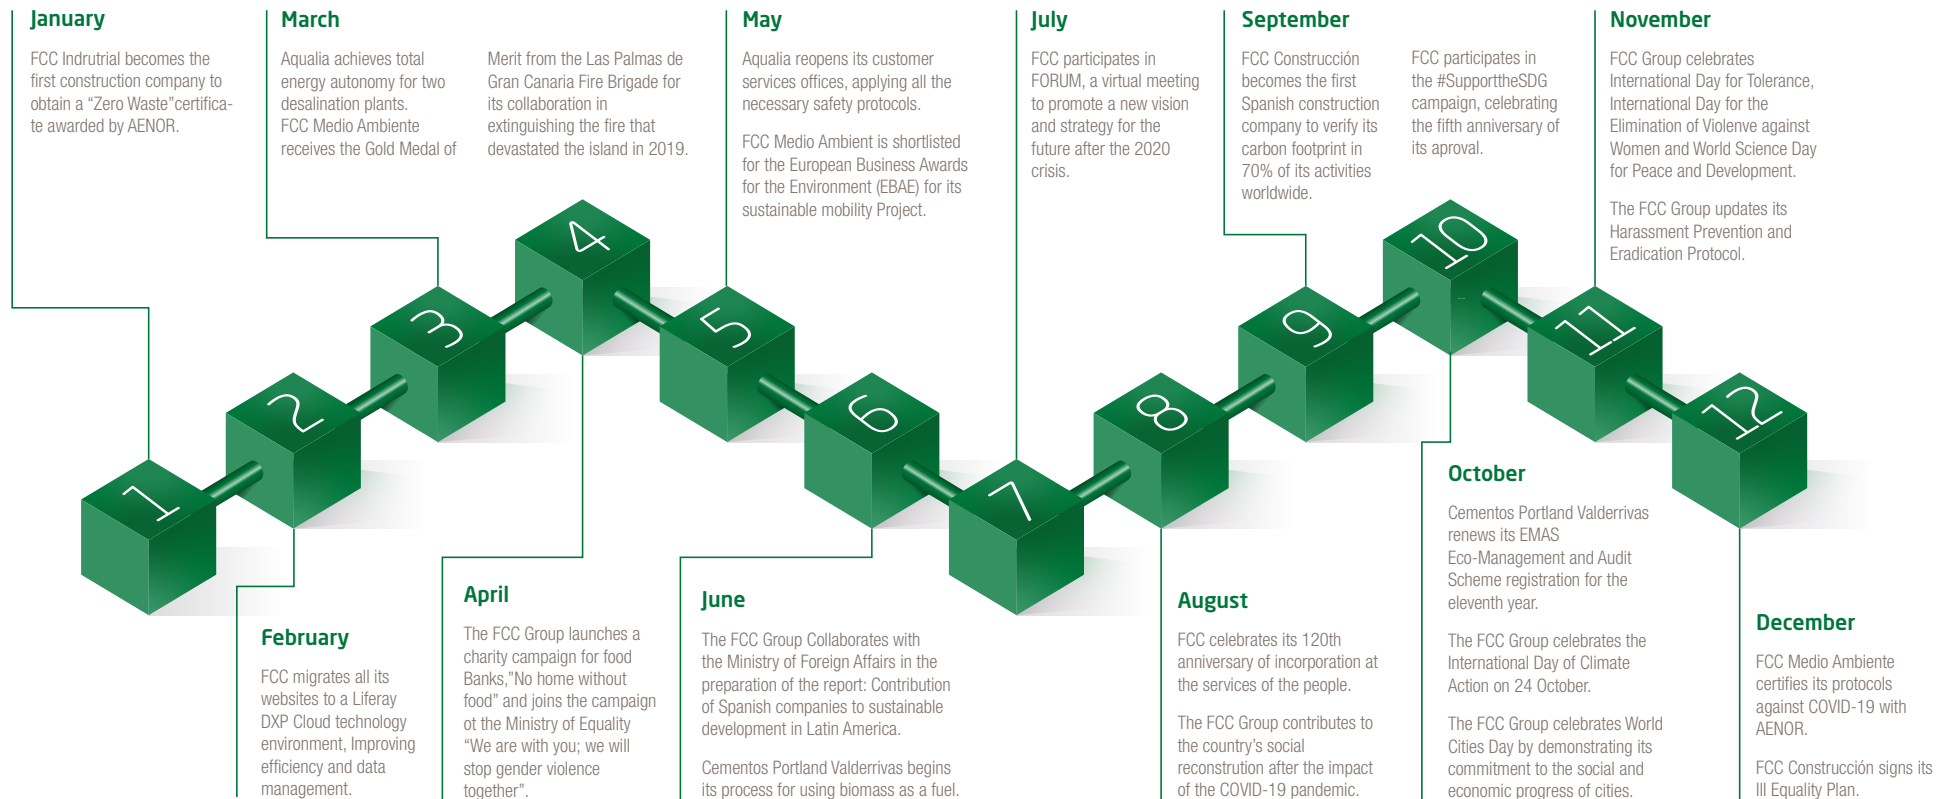 January
FCC Indrutrial becomes the
first construction company to
obtain a “Zero Waste”certifica-
te awarded by AENOR.
March
Aqualia achieves total
energy autonomy for two
desalination plants.
FCC Medio Ambiente
receives the Gold Medal of
Merit from the Las Palmas de
Gran Canaria Fire Brigade for
its collaboration in
extinguishing the fire that
devastated the island in 2019.
May
Aqualia reopens its customer
services offices, applying all the
necessary safety protocols.
FCC Medio Ambient is shortlisted
for the European Business Awards
for the Environment (EBAE) for its
sustainable mobility Project.
July
FCC participates in
FORUM, a virtual meeting
to promote a new vision
and strategy for the
future after the 2020
crisis.
September
FCC Construcción
becomes the first
Spanish construction
company to verify its
carbon footprint in
70% of its activities
worldwide.
FCC participates in
the #SupporttheSDG
campaign, celebrating
the fifth anniversary of
its aproval.
November
FCC Group celebrates
International Day for Tolerance,
International Day for the
Elimination of Violenve against
Women and World Science Day
for Peace and Development.
The FCC Group updates its
Harassment Prevention and
Eradication Protocol.
1
2
3
4
5
6
7
8
9
10
11
12
February
FCC migrates all its
websites to a Liferay
DXP Cloud technology
environment, Improving
efficiency and data
management.
April
The FCC Group launches a
charity campaign for food
Banks,”No home without
food” and joins the campaign
ot the Ministry of Equality
“We are with you; we will
stop gender violence
together”.
June
The FCC Group Collaborates with
the Ministry of Foreign Affairs in the
preparation of the report: Contribution
of Spanish companies to sustainable
development in Latin America.
Cementos Portland Valderrivas begins
its process for using biomass as a fuel.
August
FCC celebrates its 120th
anniversary of incorporation at
the services of the people.
The FCC Group contributes to
the country’s social
reconstrution after the impact
of the COVID-19 pandemic.
October
Cementos Portland Valderrivas
renews its EMAS
Eco-Management and Audit
Scheme registration for the
eleventh year.
The FCC Group celebrates the
International Day of Climate
Action on 24 October.
The FCC Group celebrates World
Cities Day by demonstrating its
commitment to the social and
economic progress of cities.
December
FCC Medio Ambiente
certifies its protocols
against COVID-19 with
AENOR.
FCC Construcción signs its
III Equality Plan.